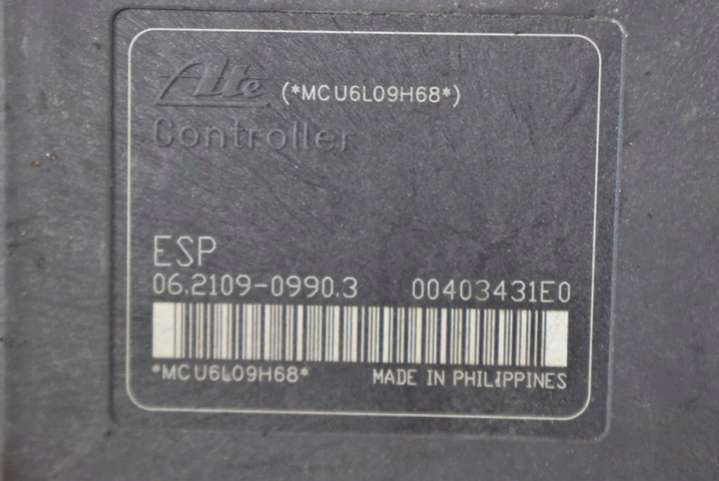 Ate (*MCU6L09H68*)
Controller
ESP
06.2109-0990.3 00403431E0
*MCU6L09H68* MADE IN PHILIPPINES